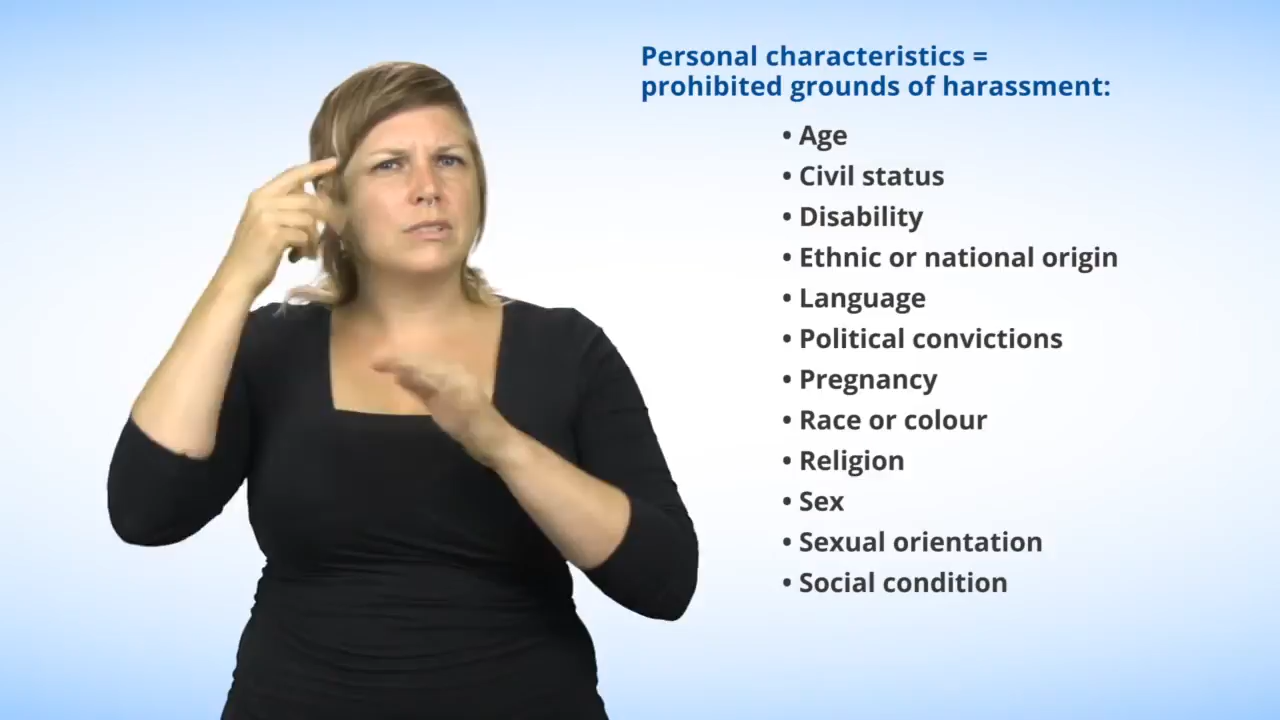 Personal characteristics =
prohibited grounds of harassment:
• Age
• Civil status
• Disability
• Ethnic or national origin
• Language
• Political convictions
• Pregnancy
• Race or colour
• Religion
• Sex
• Sexual orientation
• Social condition